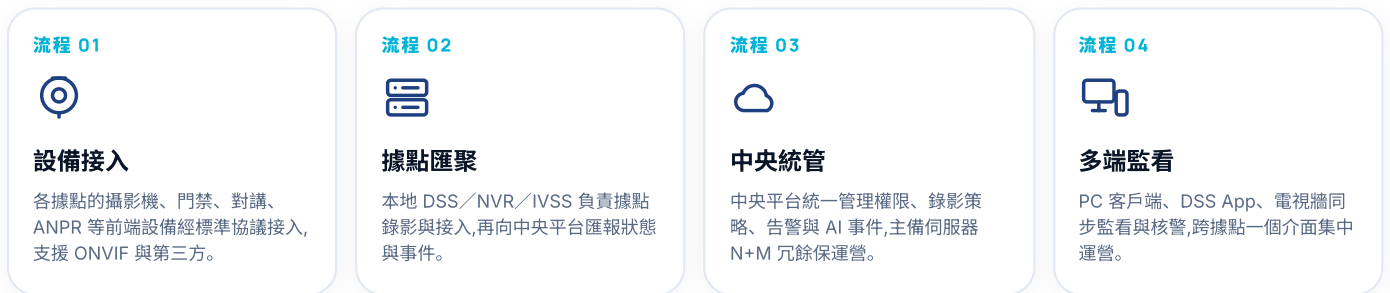 流程 01
設備接入
各據點的攝影機、門禁、對講、
ANPR 等前端設備經標準協議接入,
支援 ONVIF 與第三方。
流程 02
據點匯聚
本地 DSS／NVR／IVSS 負責據點
錄影與接入,再向中央平台匯報狀態
與事件。
流程 03
中央統管
中央平台統一管理權限、錄影策
略、告警與 AI 事件,主備伺服器
N+M 冗餘保運營。
流程 04
多端監看
PC 客戶端、DSS App、電視牆同
步監看與核警,跨據點一個介面集中
運營。